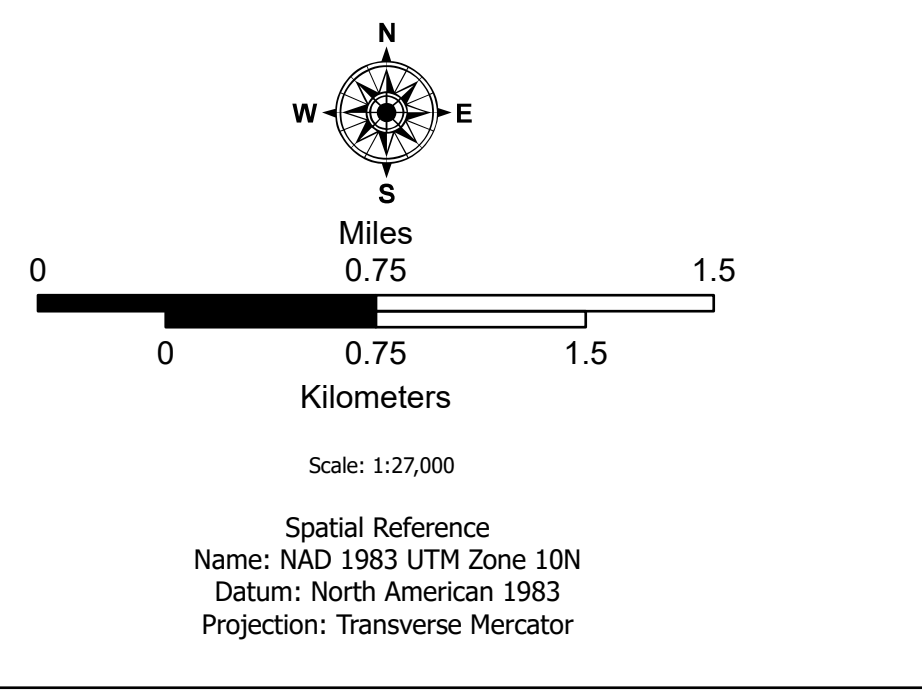 N
W E
S
Miles
0 0.75 1.5
0 0.75 1.5
Kilometers
Scale: 1:27,000
Spatial Reference
Name: NAD 1983 UTM Zone 10N
Datum: North American 1983
Projection: Transverse Mercator